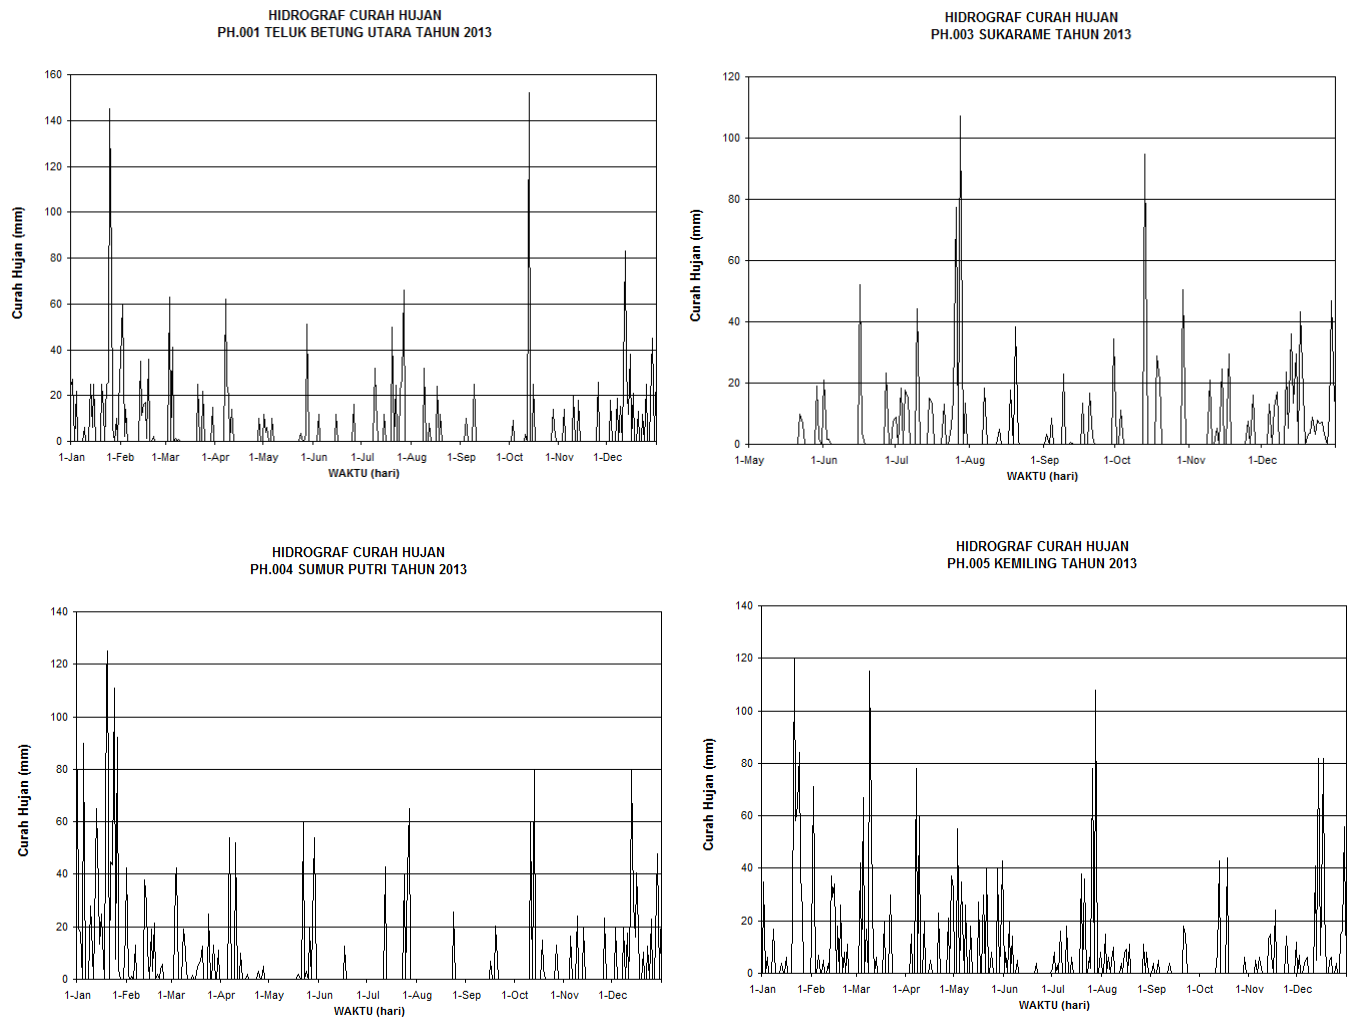 HIDROGRAF CURAH HUJAN
PH.001 TELUK BETUNG UTARA TAHUN 2013
160
140
120
100
80
60
40
20
0
Curah Hujan (mm)
1-Jan 1-Feb 1-Mar 1-Apr 1-May 1-Jun 1-Jul 1-Aug 1-Sep 1-Oct 1-Nov 1-Dec
WAKTU (hari)
HIDROGRAF CURAH HUJAN
PH.003 SUKARAME TAHUN 2013
120
100
80
60
40
20
0
Curah Hujan (mm)
1-May 1-Jun 1-Jul 1-Aug 1-Sep 1-Oct 1-Nov 1-Dec
WAKTU (hari)
HIDROGRAF CURAH HUJAN
PH.004 SUMUR PUTRI TAHUN 2013
140
120
100
80
60
40
20
0
Curah Hujan (mm)
1-Jan 1-Feb 1-Mar 1-Apr 1-May 1-Jun 1-Jul 1-Aug 1-Sep 1-Oct 1-Nov 1-Dec
WAKTU (hari)
HIDROGRAF CURAH HUJAN
PH.005 KEMILING TAHUN 2013
140
120
100
80
60
40
20
0
Curah Hujan (mm)
1-Jan 1-Feb 1-Mar 1-Apr 1-May 1-Jun 1-Jul 1-Aug 1-Sep 1-Oct 1-Nov 1-Dec
WAKTU (hari)